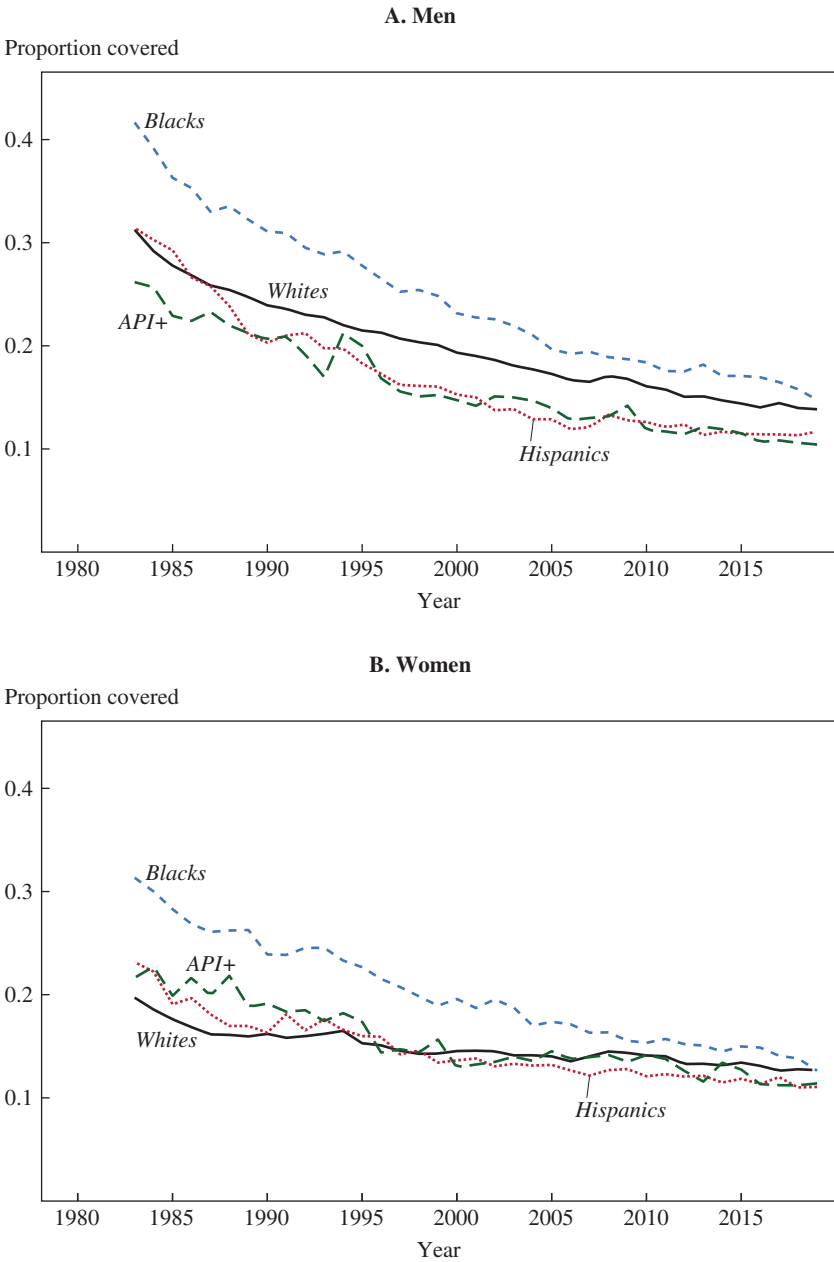 A. Men
Proportion covered
Blacks
0.4
0.3
Whites
API+
0.2
0.1
Hispanics
1980 1985 1990 1995 2000 2005 2010 2015
Year
B. Women
Proportion covered
0.4
Blacks
0.3
API+
0.2
Whites
0.1
Hispanics
1980 1985 1990 1995 2000 2005 2010 2015
Year